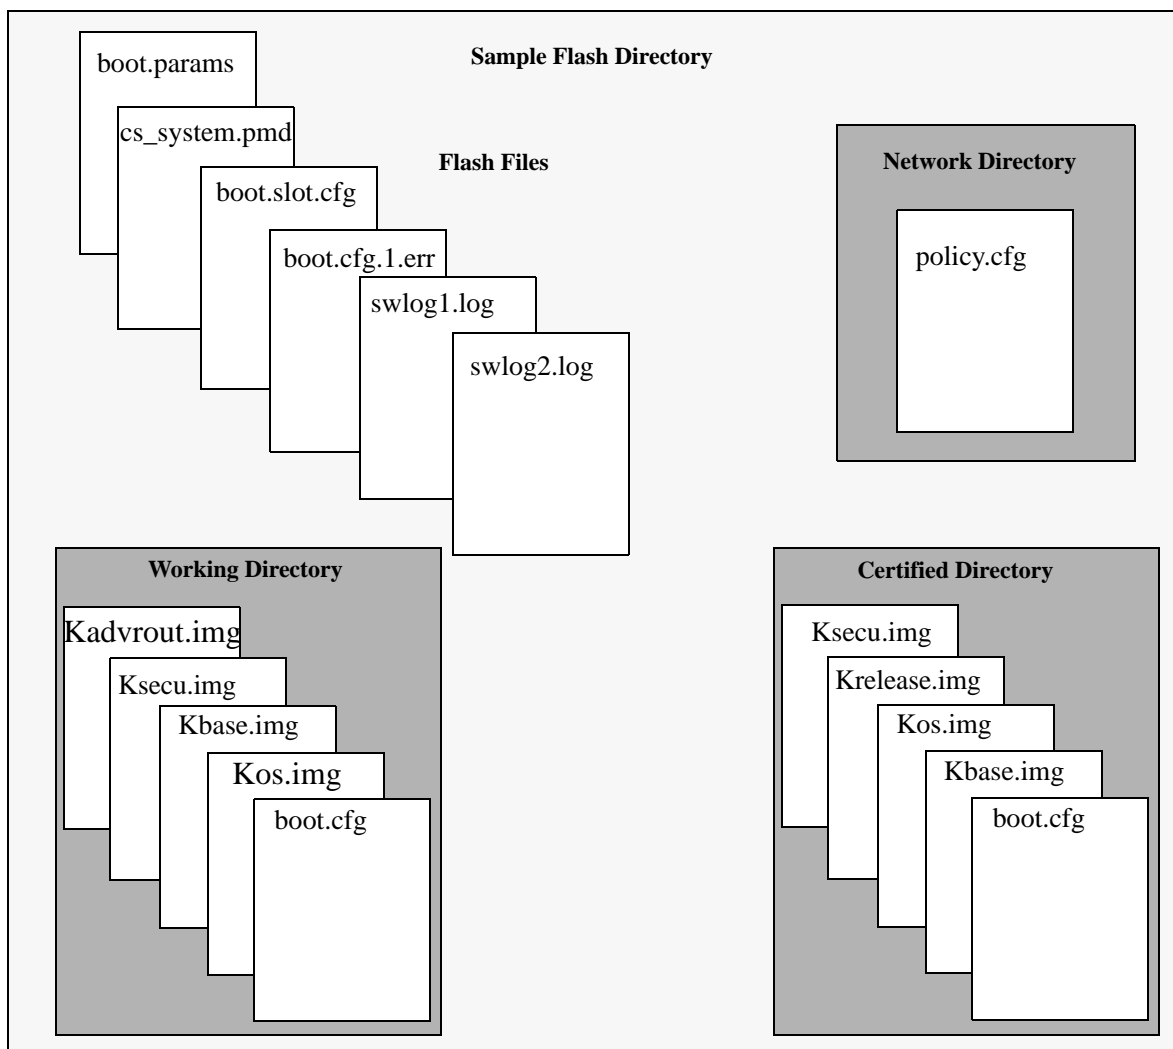 Sample Flash Directory
boot.params
cs_system.pmd
Flash Files
boot.slot.cfg
boot.cfg.1.err
swlog1.log
swlog2.log
Network Directory
policy.cfg
Working Directory
Kadvrout.img
Ksecu.img
Kbase.img
Kos.img
boot.cfg
Certified Directory
Ksecu.img
Krelease.img
Kos.img
Kbase.img
boot.cfg